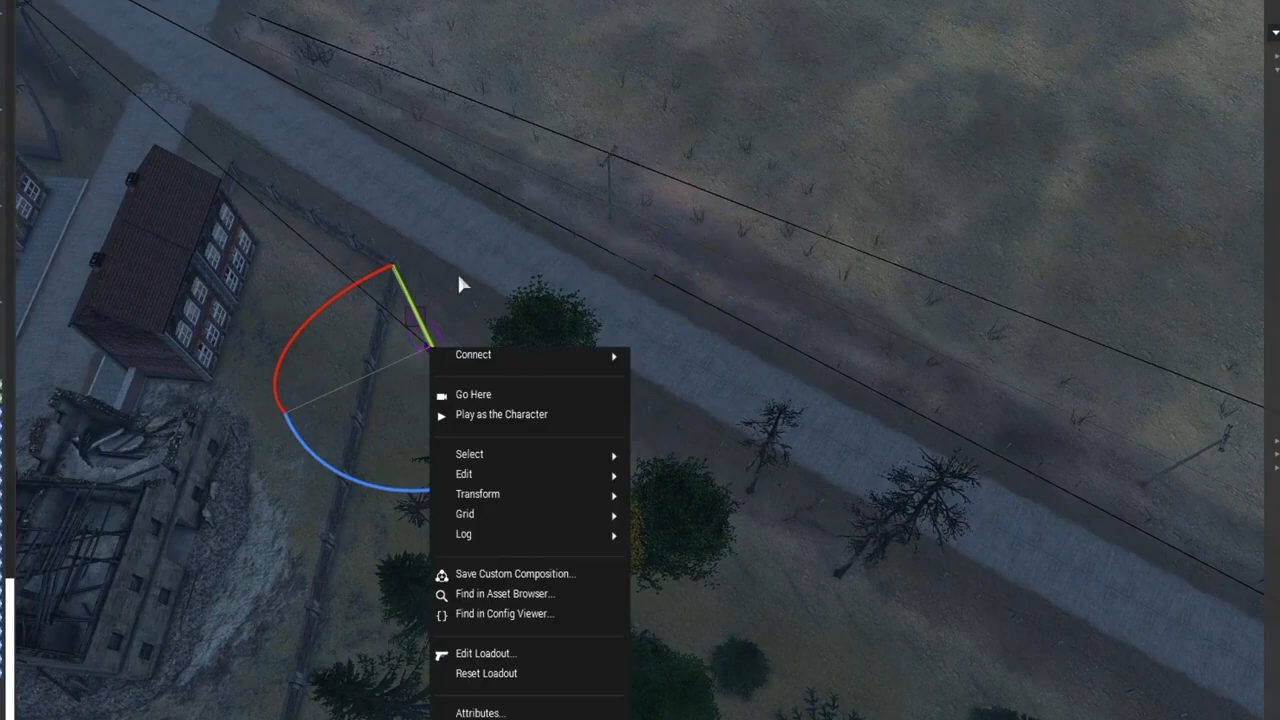 Connect
Go Here
Play as the Character
Select
Edit
Transform
Grid
Log
Save Custom Composition...
Find in Asset Browser...
Find in Config Viewer...
Edit Loadout...
Reset Loadout
Attributes...